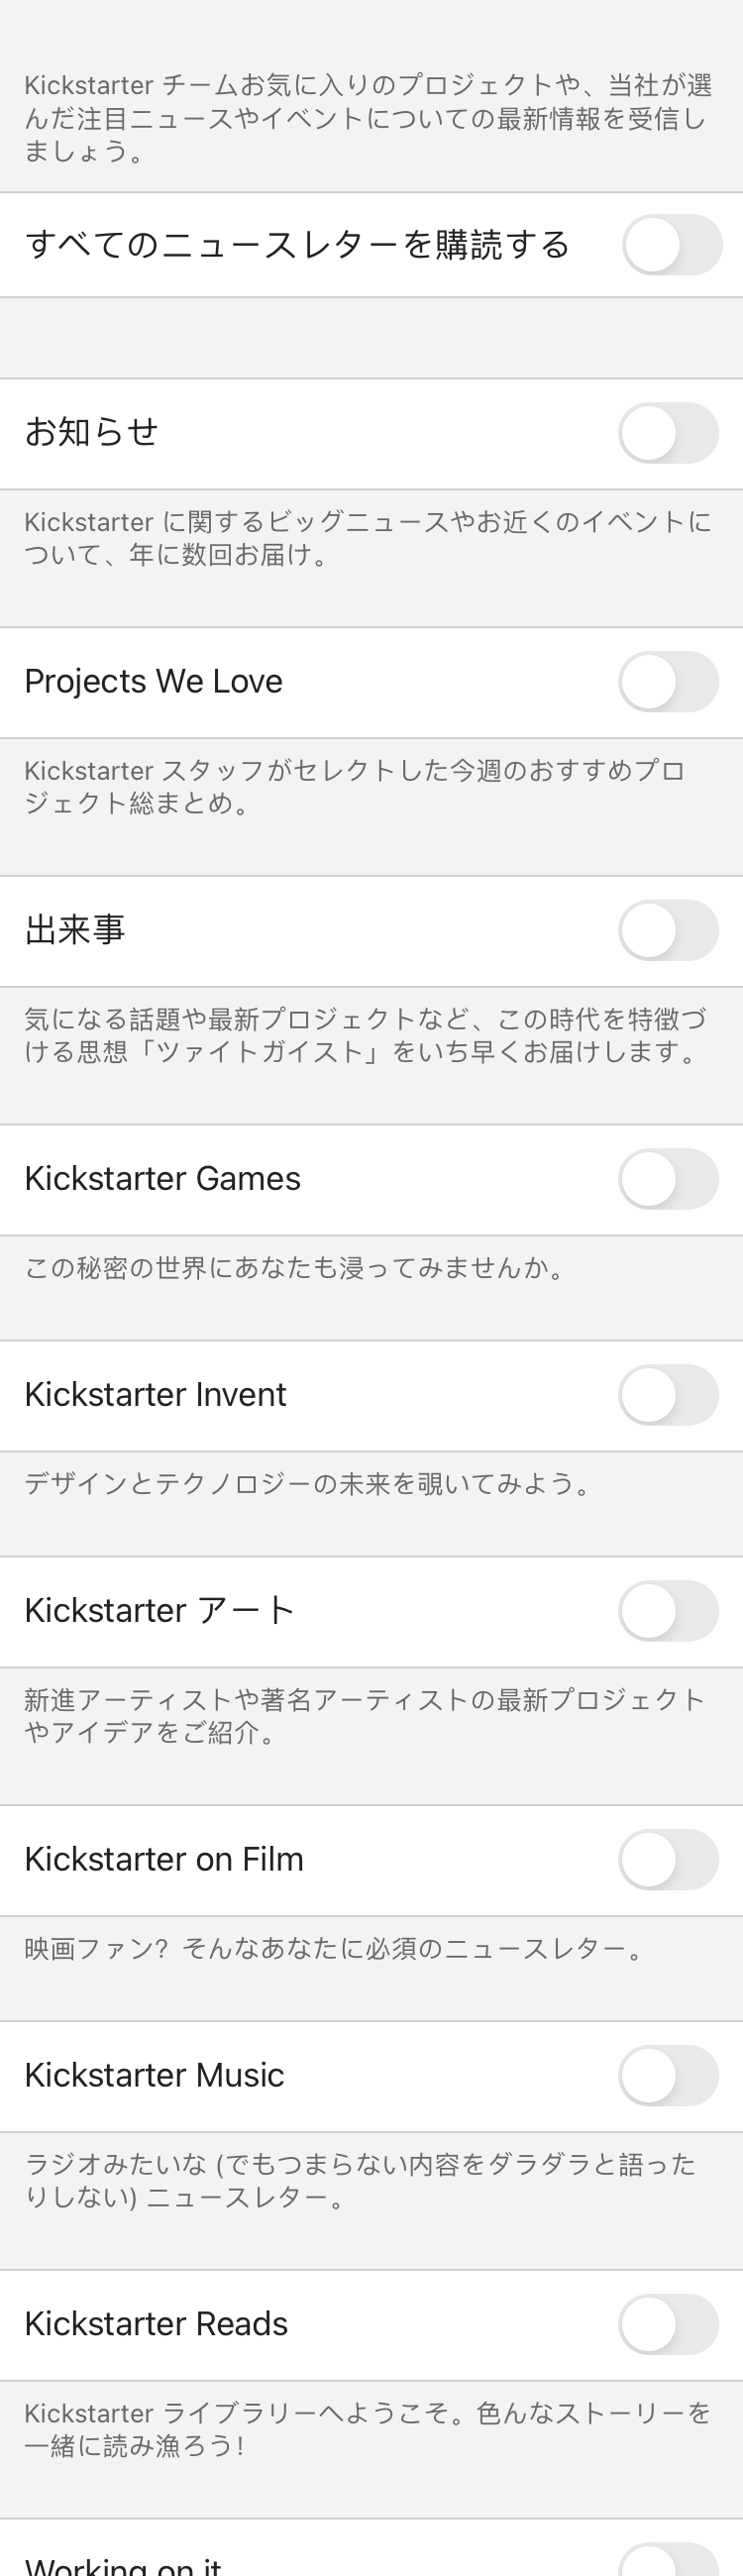 Kickstarter チームお気に入りのプロジェクトや、当社が選
んだ注目ニュースやイベントについての最新情報を受信し
ましょう。
すべてのニュースレターを購読する
お知らせ
Kickstarter に関するビッグニュースやお近くのイベントに
ついて、年に数回お届け。
Projects We Love
Kickstarter スタッフがセレクトした今週のおすすめプロ
ジェクト総まとめ。
出来事
気になる話題や最新プロジェクトなど、この時代を特徴づ
ける思想「ツァイトガイスト」をいち早くお届けします。
Kickstarter Games
この秘密の世界にあなたも浸ってみませんか。
Kickstarter Invent
デザインとテクノロジーの未来を覗いてみよう。
Kickstarter アート
新進アーティストや著名アーティストの最新プロジェクト
やアイデアをご紹介。
Kickstarter on Film
映画ファン? そんなあなたに必須のニュースレター。
Kickstarter Music
ラジオみたいな (でもつまらない内容をダラダラと語った
りしない) ニュースレター。
Kickstarter Reads
Kickstarter ライブラリーへようこそ。色んなストーリーを
一緒に読み漁ろう!
Working on it